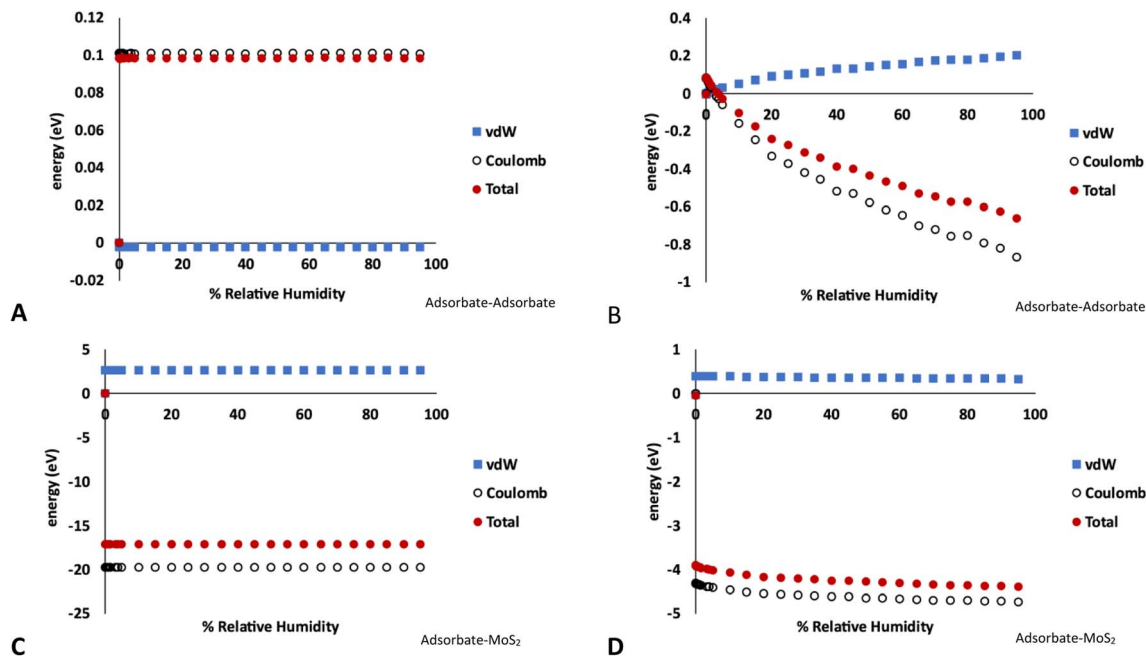 0.12
0.1
0.08
0.06
0.04
0.02
0
-0.02
energy (eV)
0 20 40 60 80 100
% Relative Humidity
vdW
Coulomb
Total
A
Adsorbate-Adsorbate
0.4
0.2
0
-0.2
-0.4
-0.6
-0.8
-1
energy (eV)
0 20 40 60 80 100
% Relative Humidity
vdW
Coulomb
Total
B
Adsorbate-Adsorbate
5
0
-5
-10
-15
-20
-25
energy (eV)
0 20 40 60 80 100
% Relative Humidity
vdW
Coulomb
Total
C
Adsorbate-MoS₂
1
0
-1
-2
-3
-4
-5
energy (eV)
0 20 40 60 80 100
% Relative Humidity
vdW
Coulomb
Total
D
Adsorbate-MoS₂